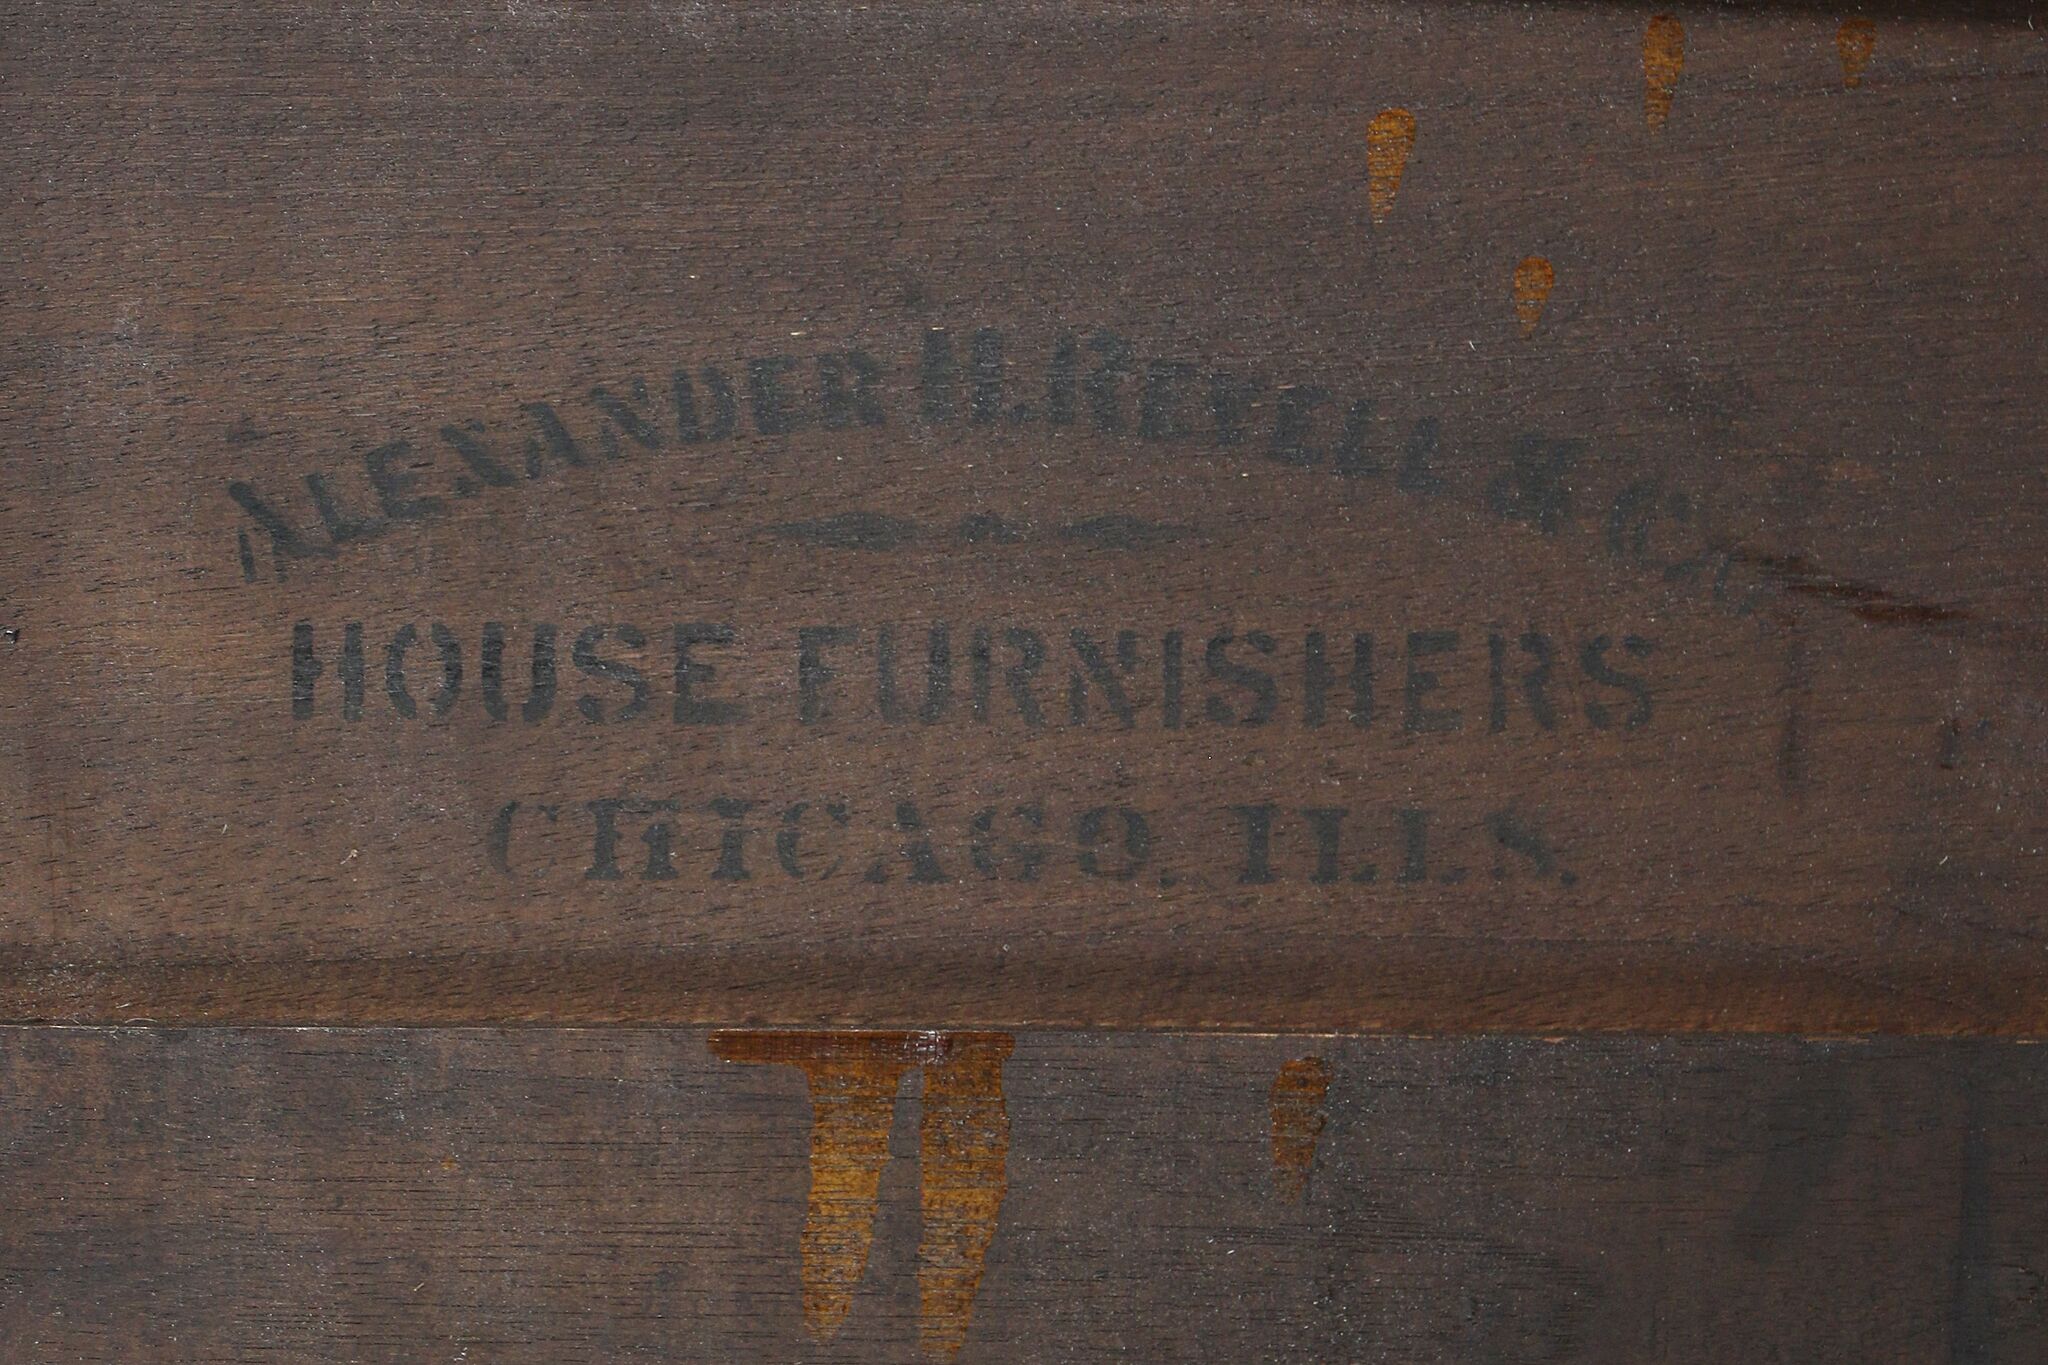 ALEXANDER H. REVELL & Co.
HOUSE FURNISHERS
CHICAGO, ILLS.